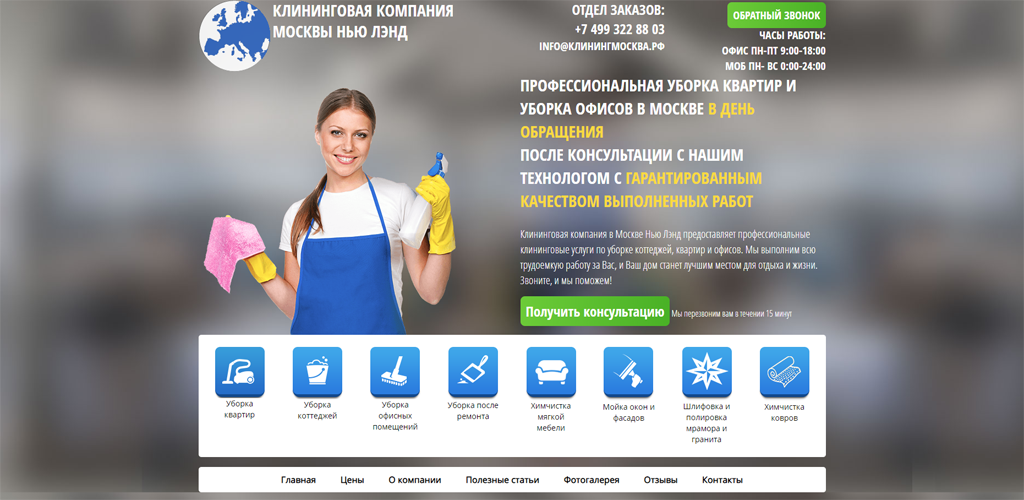 КЛИНИНГОВАЯ КОМПАНИЯ
МОСКВЫ НЬЮ ЛЭНД
ОТДЕЛ ЗАКАЗОВ:
+7 499 322 88 03
INFO@КЛИНИНГМОСКВА.РФ
ОБРАТНЫЙ ЗВОНОК
ЧАСЫ РАБОТЫ:
ОФИС ПН-ПТ 9:00-18:00
МОБ ПН- ВС 0:00-24:00
ПРОФЕССИОНАЛЬНАЯ УБОРКА КВАРТИР И
УБОРКА ОФИСОВ В МОСКВЕ В ДЕНЬ
ОБРАЩЕНИЯ
ПОСЛЕ КОНСУЛЬТАЦИИ С НАШИМ
ТЕХНОЛОГОМ С ГАРАНТИРОВАННЫМ
КАЧЕСТВОМ ВЫПОЛНЕННЫХ РАБОТ
Клининговая компания в Москве Нью Лэнд предоставляет профессиональные
клининговые услуги по уборке коттеджей, квартир и офисов. Мы выполним всю
трудоемкую работу за Вас, и Ваш дом станет лучшим местом для отдыха и жизни.
Звоните, и мы поможем!
Получить консультацию
Мы перезвоним вам в течении 15 минут
Уборка
квартир
Уборка
коттеджей
Уборка
офисных
помещений
Уборка после
ремонта
Химчистка
мягкой
мебели
Мойка окон и
фасадов
Шлифовка и
полировка
мрамора и
гранита
Химчистка
ковров
Главная
Цены
О компании
Полезные статьи
Фотогалерея
Отзывы
Контакты